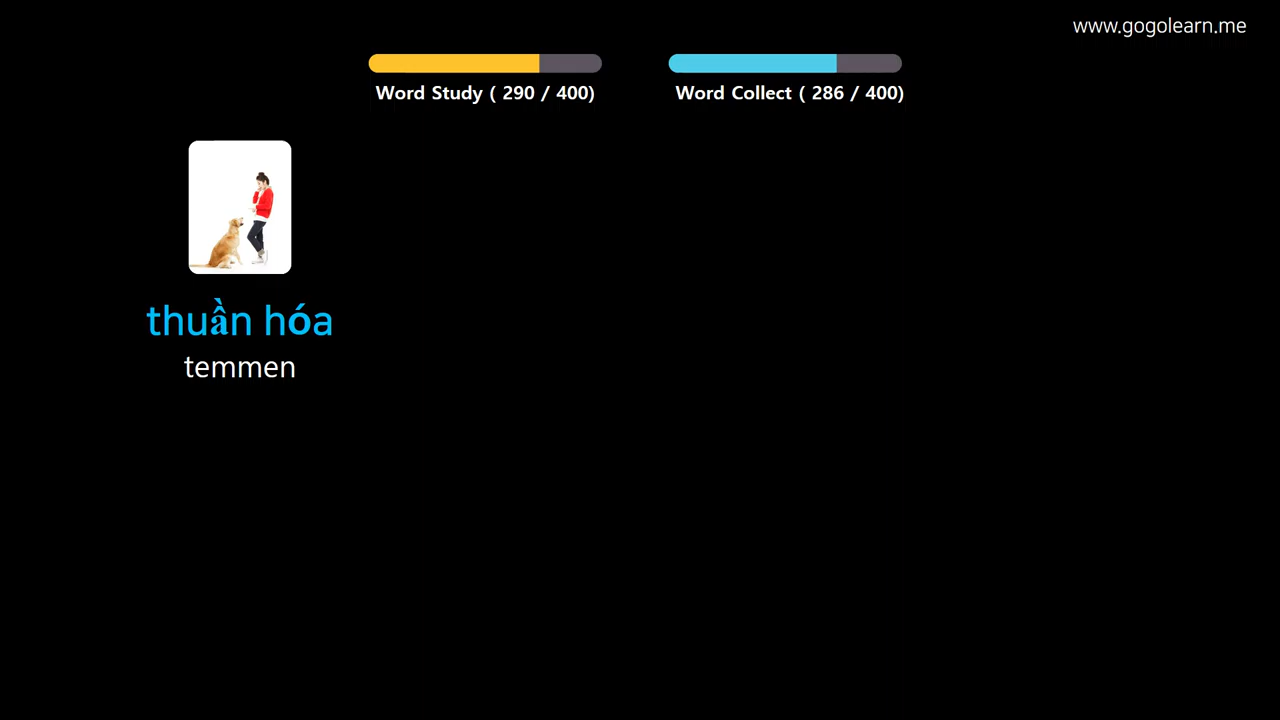 www.gogolearn.me
Word Study ( 290 / 400)
Word Collect ( 286 / 400)
thuần hóa
temmen